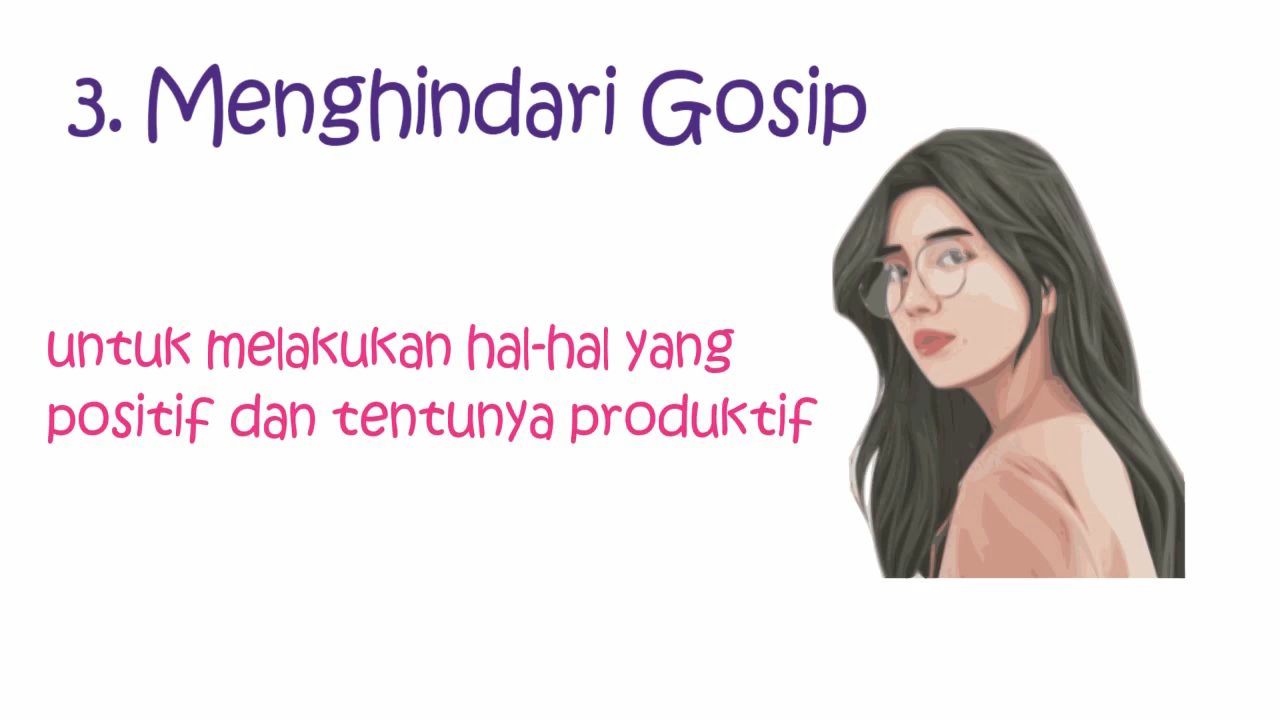 3. Menghindari Gosip
untuk melakukan hal-hal yang
positif dan tentunya produktif